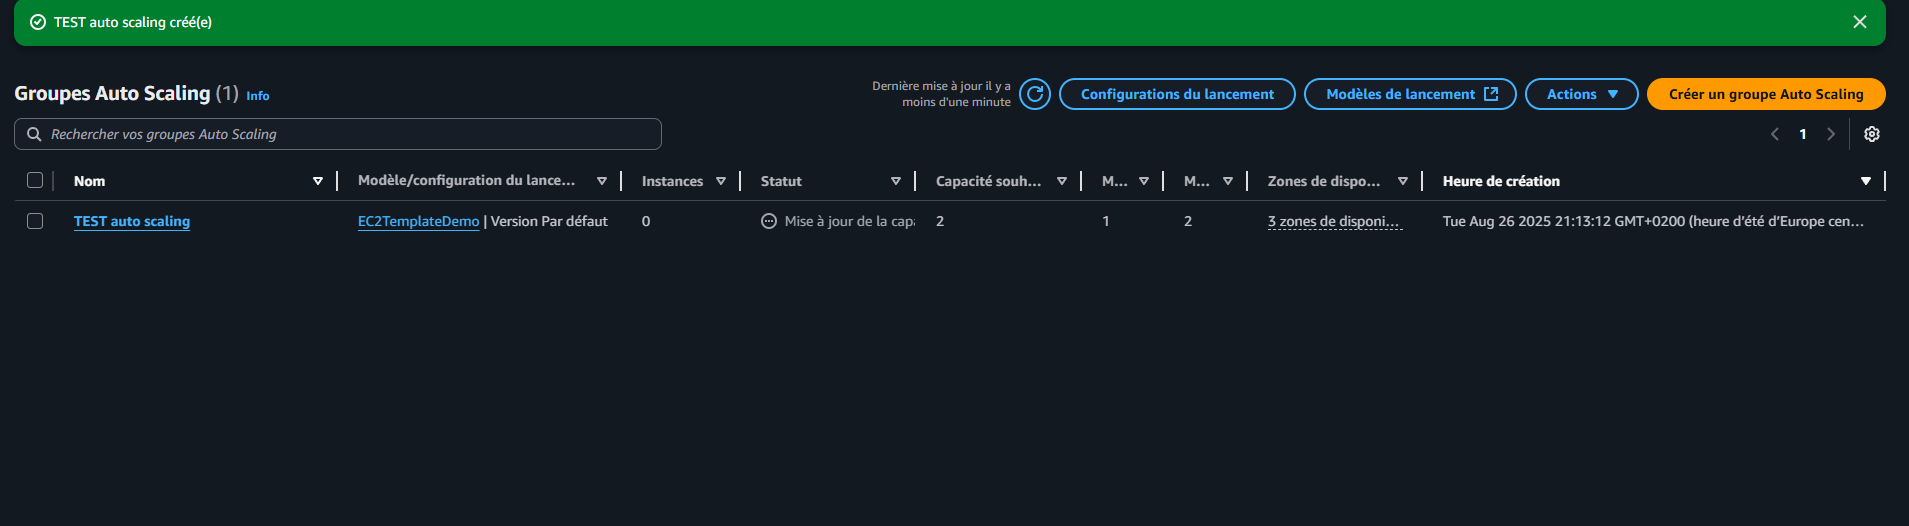 TEST auto scaling créé(e)
Groupes Auto Scaling (1) Info
Dernière mise à jour il y a
moins d'une minute
Configurations du lancement
Modèles de lancement
Actions
Créer un groupe Auto Scaling
Rechercher vos groupes Auto Scaling
1
Nom Modèle/configuration du lance... Instances Statut Capacité souh... M... M... Zones de dispo... Heure de création
TEST auto scaling EC2TemplateDemo | Version Par défaut 0 Mise à jour de la capa 2 1 2 3 zones de disponi... Tue Aug 26 2025 21:13:12 GMT+0200 (heure d’été d’Europe cen...